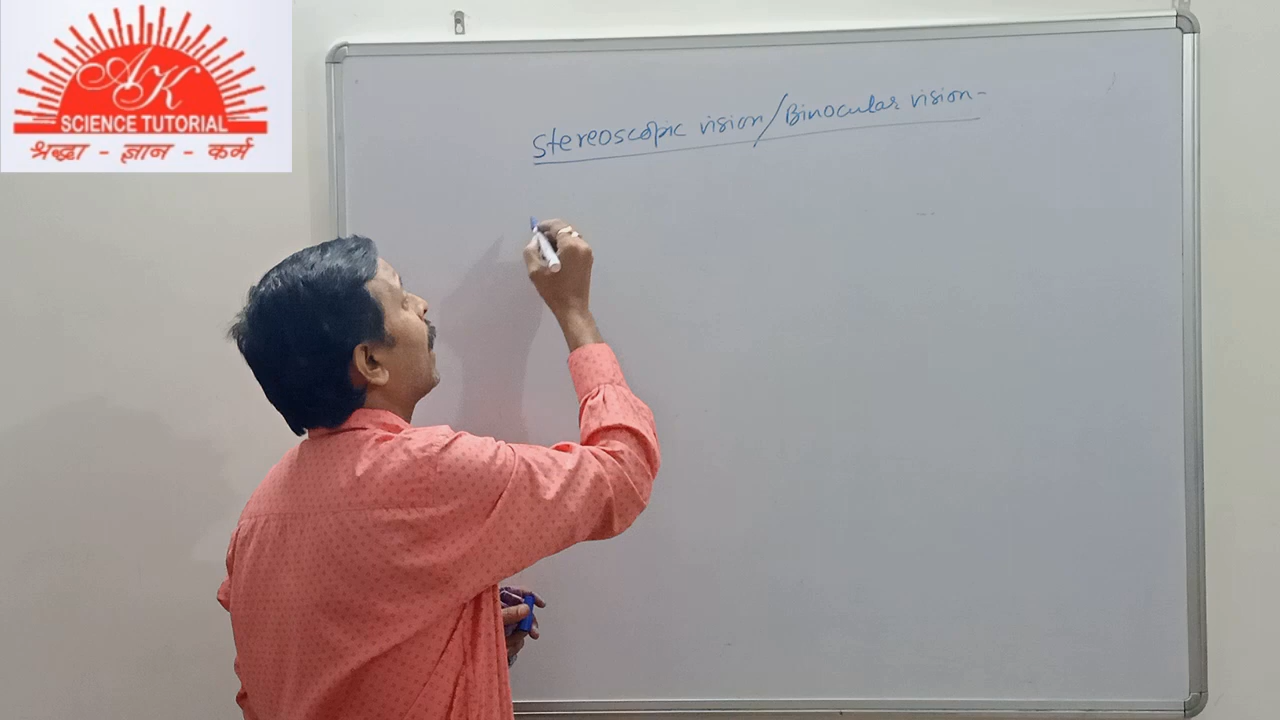 AK
SCIENCE TUTORIAL
श्रद्धा - ज्ञान - कर्म
Stereoscopic vision/Binocular vision-